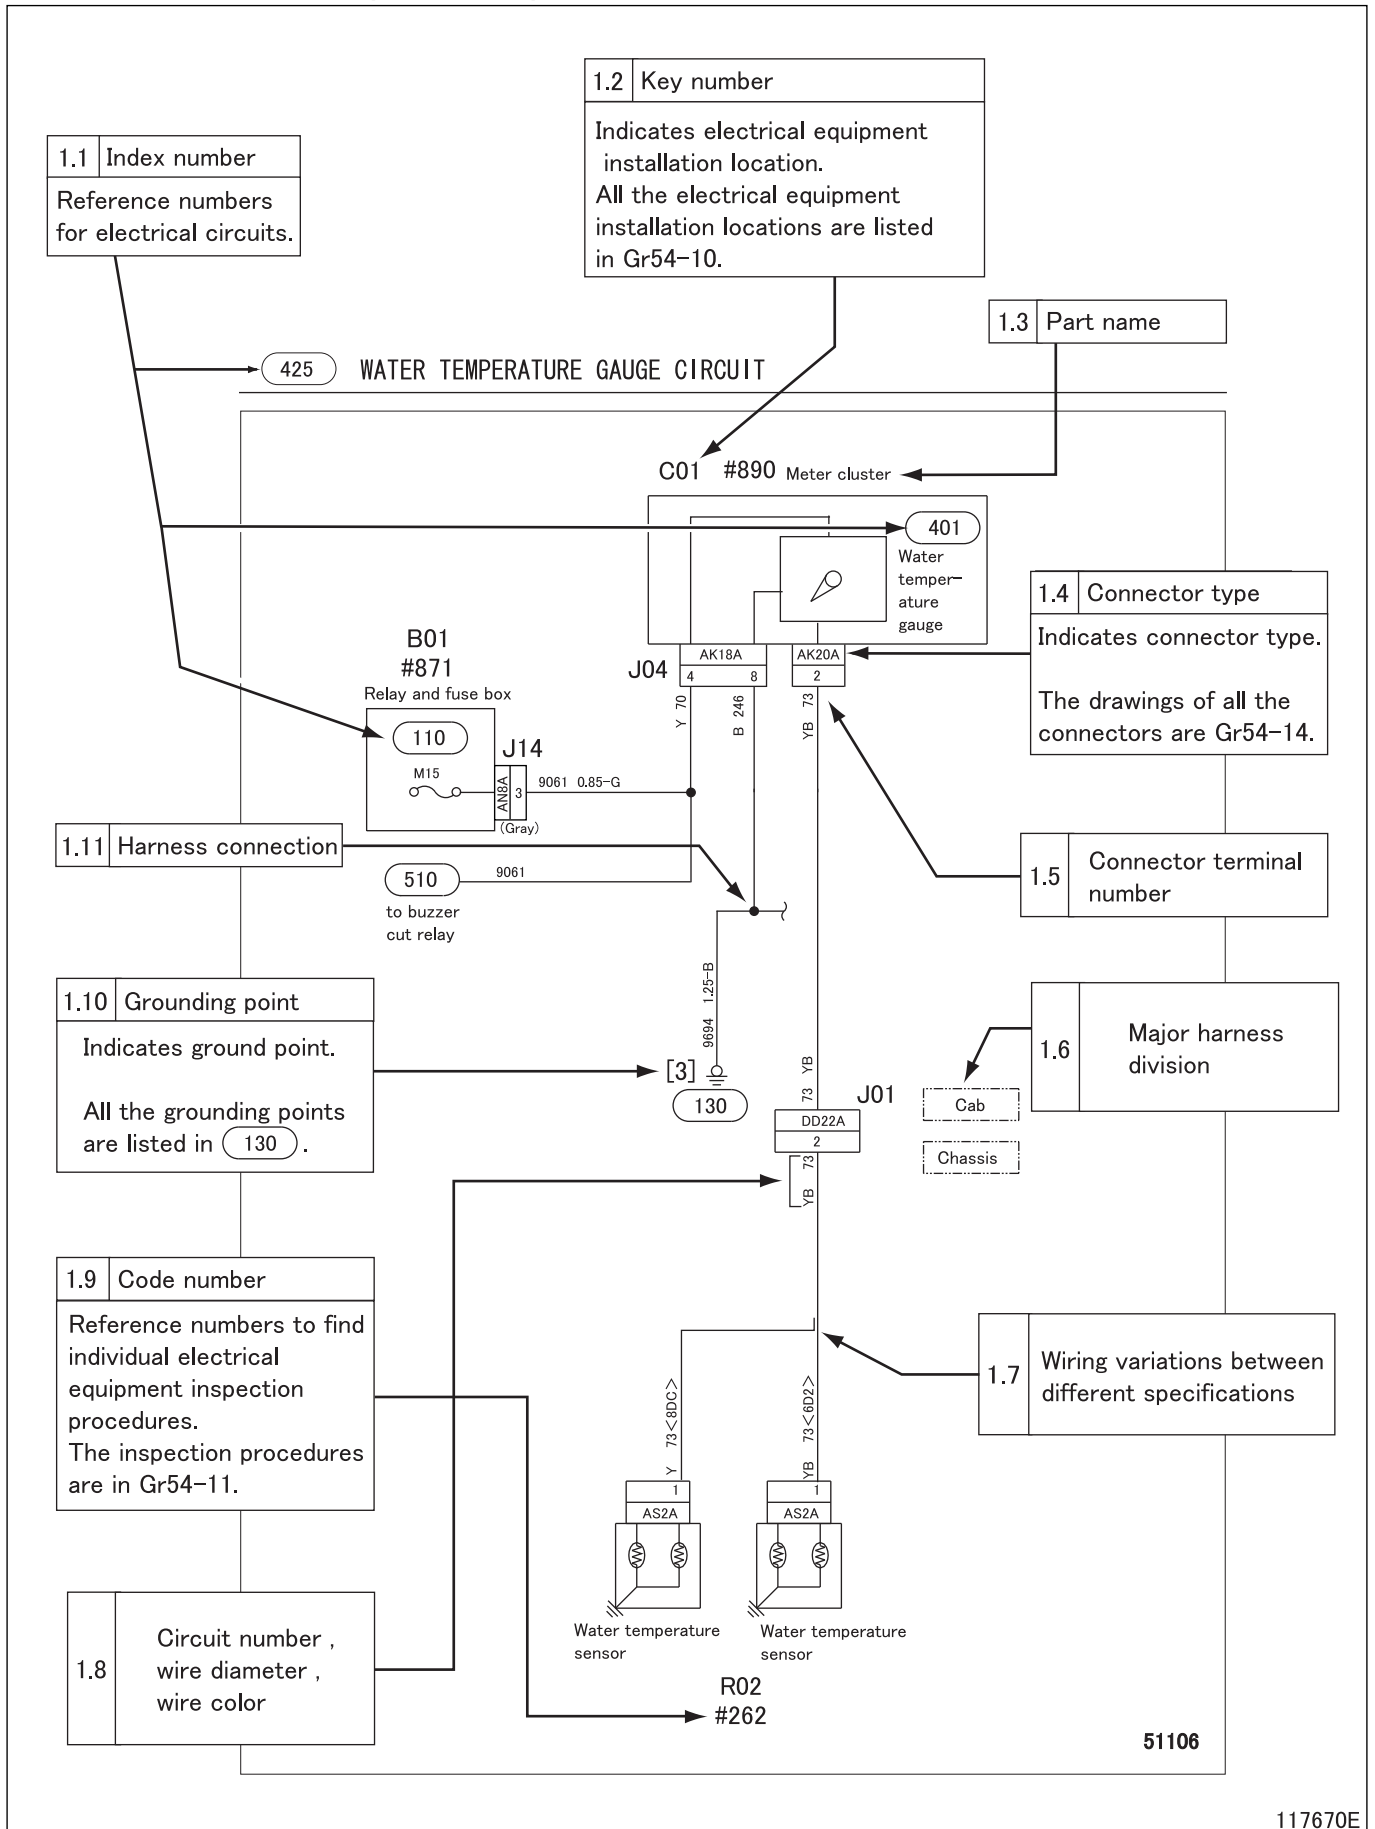 1.2 Key number
Indicates electrical equipment
installation location.
All the electrical equipment
installation locations are listed
in Gr54-10.
1.1 Index number
Reference numbers
for electrical circuits.
1.3 Part name
425 WATER TEMPERATURE GAUGE CIRCUIT
C01 #890 Meter cluster
401
Water
temper-
ature
gauge
1.4 Connector type
Indicates connector type.
The drawings of all the
connectors are Gr54-14.
B01
#871
Relay and fuse box
J04
AK18A
4 8
AK20A
2
Y 70
B 246
YB 73
110
M15
J14
AN8A
3
(Gray)
9061 0.85-G
1.11 Harness connection
510
9061
to buzzer
cut relay
1.5 Connector terminal
number
9694 1.25-B
1.10 Grounding point
Indicates ground point.
All the grounding points
are listed in 130 .
[3]
130
73 YB
J01
DD22A
2
YB 73
1.6 Major harness
division
Cab
Chassis
1.9 Code number
Reference numbers to find
individual electrical
equipment inspection
procedures.
The inspection procedures
are in Gr54-11.
1.7 Wiring variations between
different specifications
Y 73<8DC>
YB 73<6D2>
1
AS2A
1
AS2A
Water temperature
sensor
Water temperature
sensor
1.8 Circuit number ,
wire diameter ,
wire color
R02
#262
51106
117670E